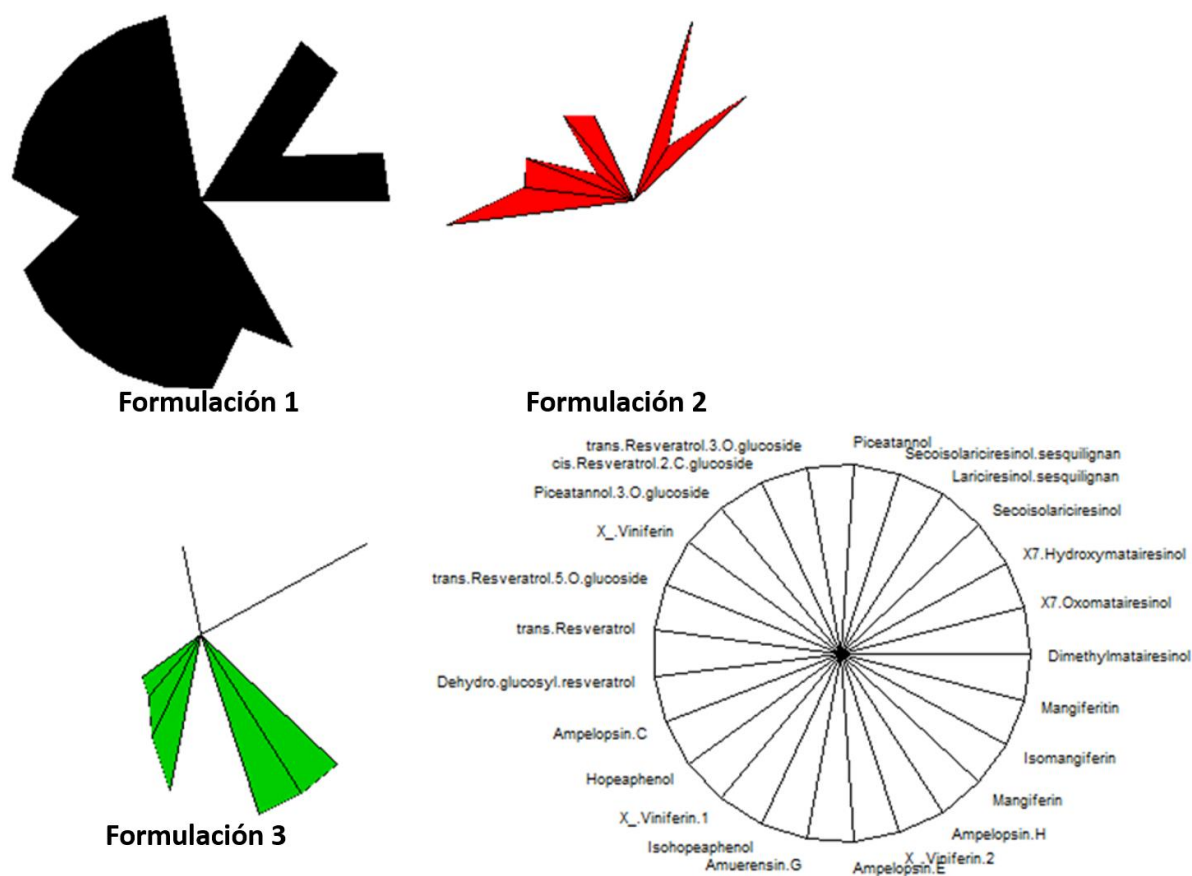 Formulación 1
Formulación 2
trans.Resveratrol.3.O.glucoside
Piceatannol
cis.Resveratrol.2.C.glucoside
Secoisolariciresinol.sesquilignan
Lariciresinol.sesquilignan
Piceatannol.3.O.glucoside
Secoisolariciresinol
X_.Viniferin
X7.Hydroxymatairesinol
trans.Resveratrol.5.O.glucoside
X7.Oxomatairesinol
trans.Resveratrol
Dimethylmatairesinol
Dehydro.glucosyl.resveratrol
Mangiferitin
Ampelopsin.C
Isomangiferin
Hopeaphenol
Mangiferin
X_.Viniferin.1
Ampelopsin.H
Isohopeaphenol
X_.Viniferin.2
Amuerensin.G
Ampelopsin.E
Formulación 3